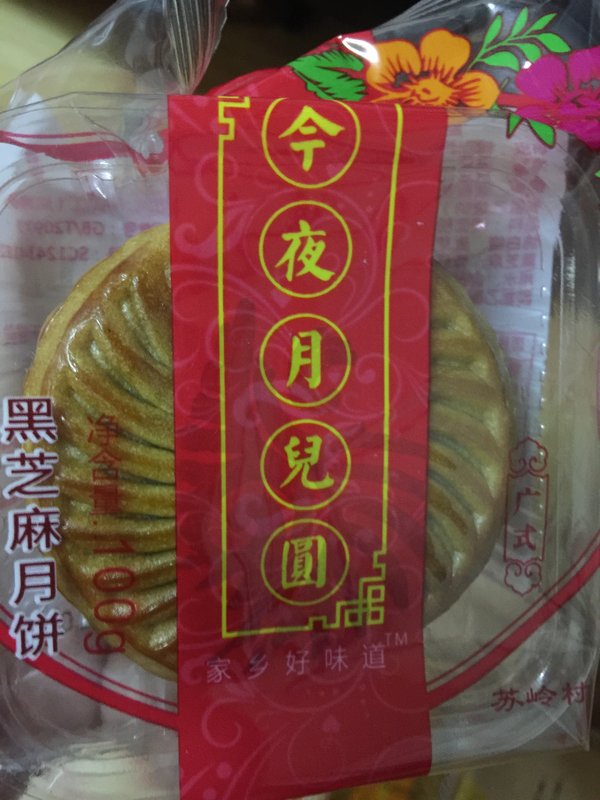 今夜月兒圓
家乡好味道™
黑芝麻月饼
净含量:100g
广式
苏岭村